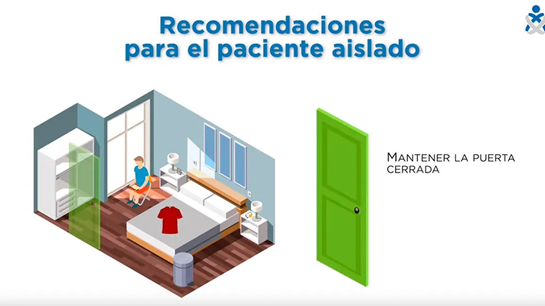 Recomendaciones
para el paciente aislado
MANTENER LA PUERTA
CERRADA